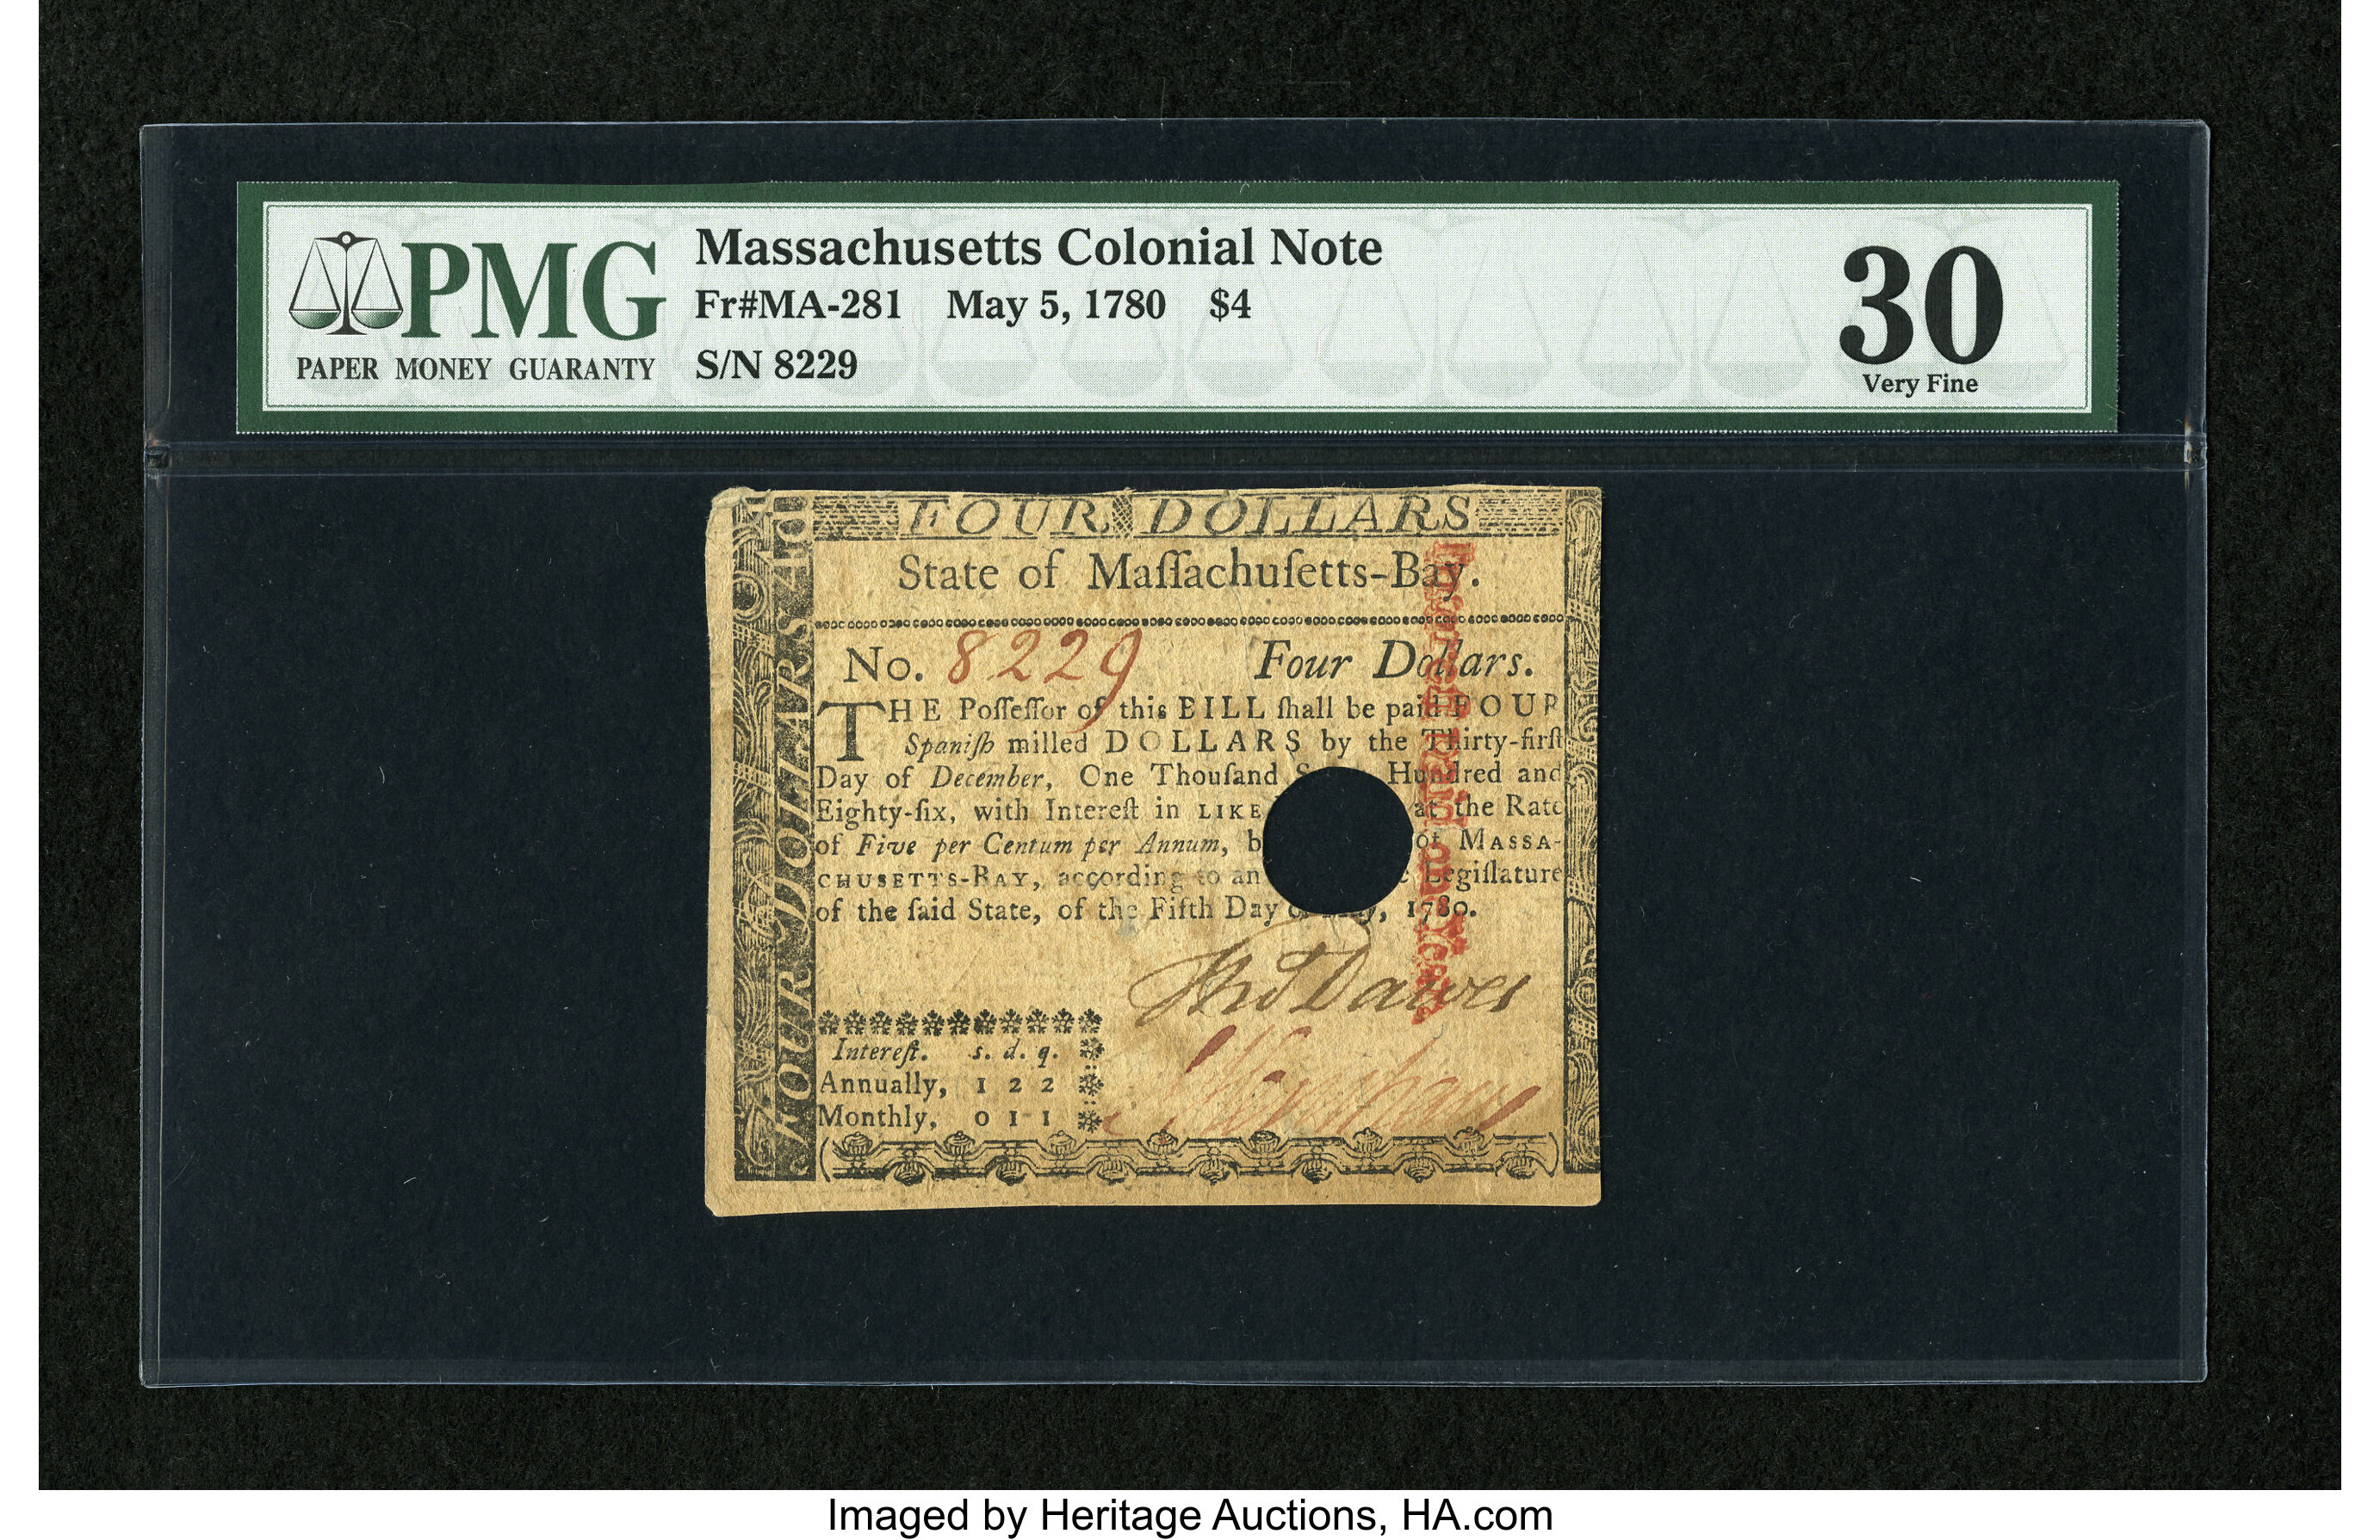 PMG
PAPER MONEY GUARANTY
Massachusetts Colonial Note
Fr#MA-281 May 5, 1780 $4
S/N 8229
30
Very Fine
FOUR DOLLARS
FOUR DOLLARS
State of Maſſachuſetts-Bay.
No. 8229 Four Dollars.
THE Poſſeſſor of this BILL ſhall be paid FOUR
Spaniſh milled DOLLARS by the Thirty-firſt
Day of December, One Thouſand Hundred and
Eighty-ſix, with Intereſt in LIKE at the Rate
of Five per Centum per Annum, b of MASSA-
CHUSETTS-BAY, according to an Legiſlature
of the ſaid State, of the Fifth Day of May, 1780.
Thos Dawes
Intereſt. s. d. q.
Annually, 1 2 2
Monthly, 0 1 1
Imaged by Heritage Auctions, HA.com